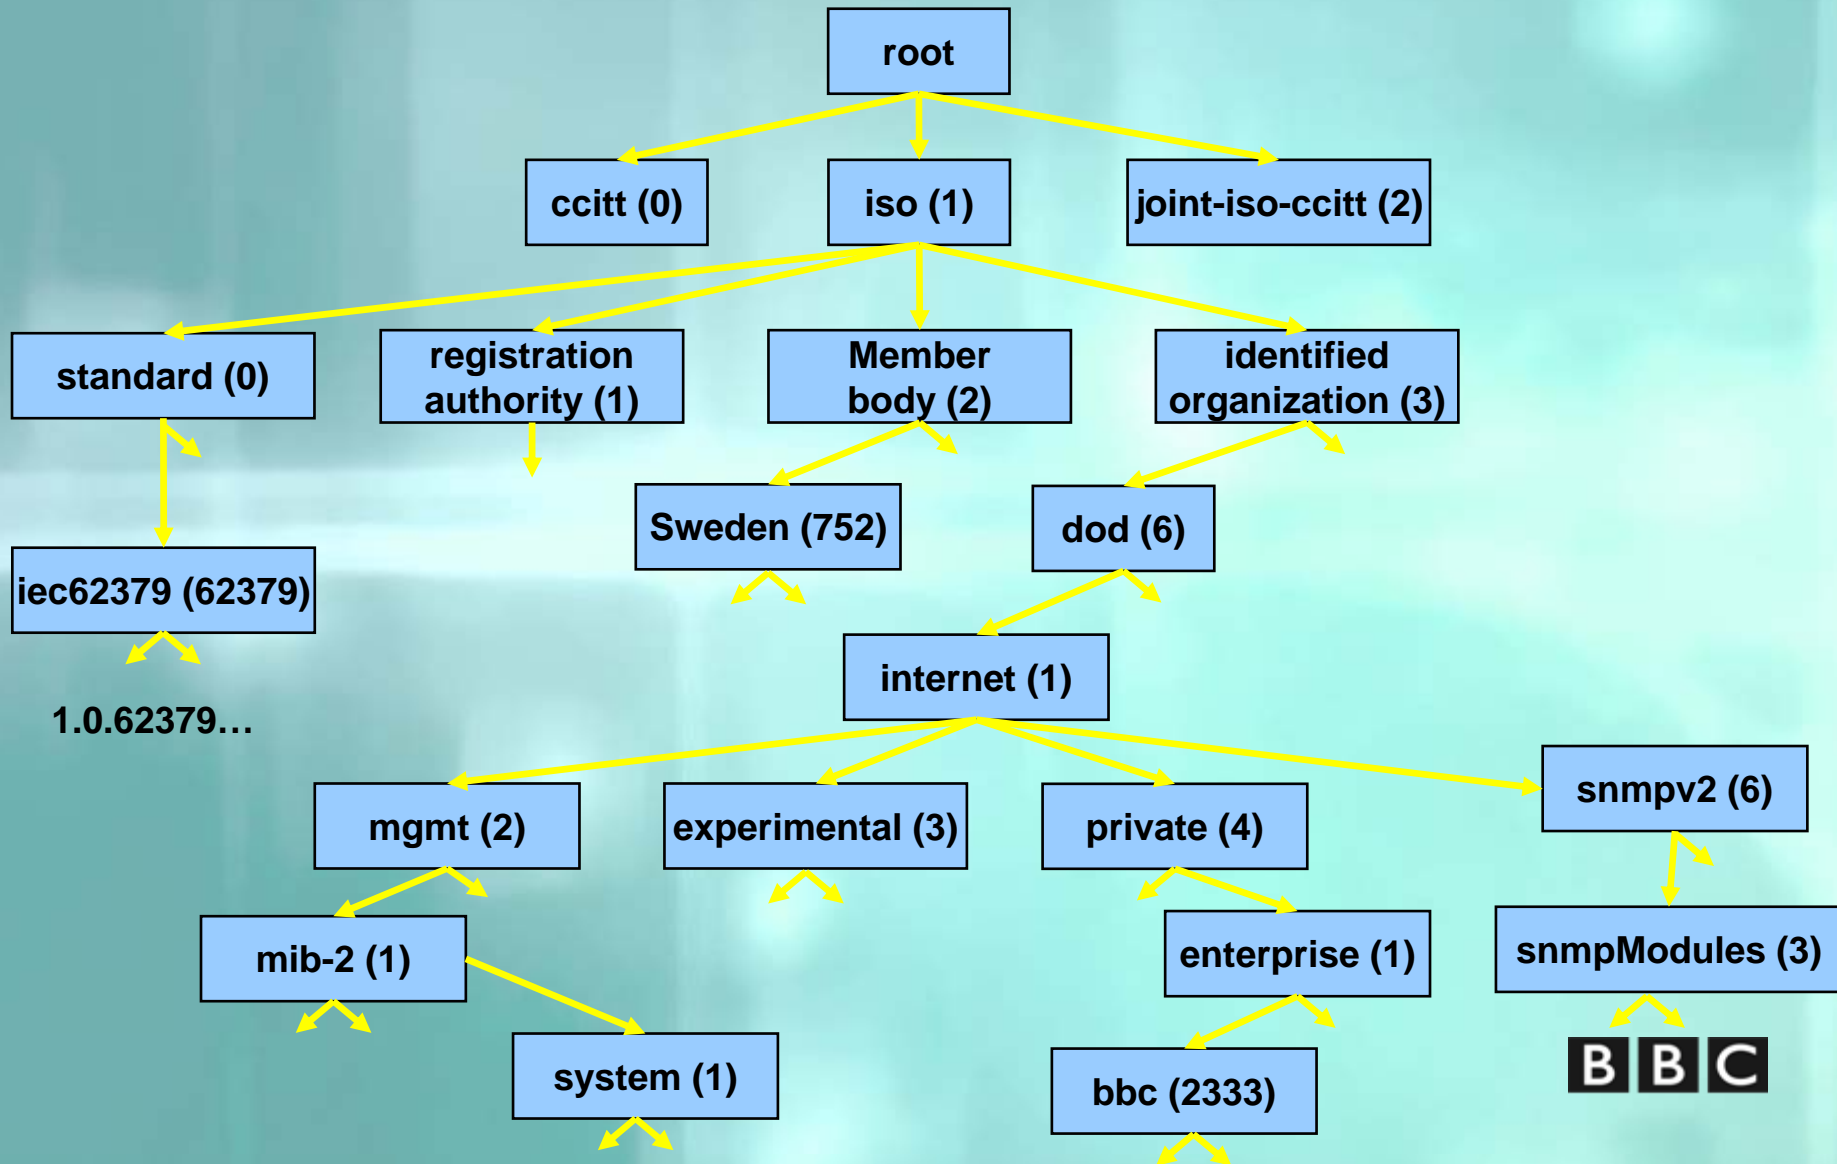 root
ccitt (0)
iso (1)
joint-iso-ccitt (2)
standard (0)
registration
authority (1)
Member
body (2)
identified
organization (3)
Sweden (752)
dod (6)
iec62379 (62379)
internet (1)
1.0.62379…
mgmt (2)
experimental (3)
private (4)
snmpv2 (6)
mib-2 (1)
enterprise (1)
snmpModules (3)
system (1)
bbc (2333)
BBC